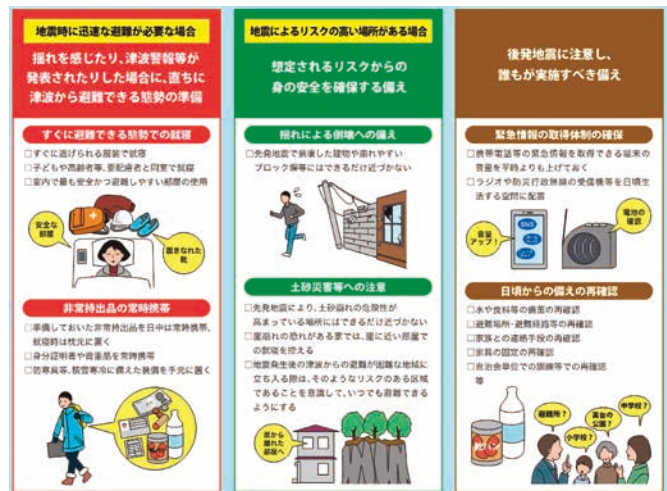 地震時に迅速な避難が必要な場合
揺れを感じたり、津波警報等が
発表されたりした場合に、直ちに
津波から避難できる態勢の準備
すぐに避難できる態勢での就寝
□すぐに逃げられる服装で就寝
□子どもや高齢者等、要配慮者と同室で就寝
□室内で最も安全かつ避難しやすい部屋の使用
安全な
部屋
履きなれた
靴
非常持出品の常時携帯
□準備しておいた非常持出品を日中は常時携帯、
就寝時は枕元に置く
□身分証明書や貴重品を常時携帯
□防寒具等、積雪寒冷に備えた装備を手元に置く
地震によるリスクの高い場所がある場合
想定されるリスクからの
身の安全を確保する備え
揺れによる倒壊への備え
□先発地震で損壊した建物や崩れやすい
ブロック塀等にはできるだけ近づかない
土砂災害等への注意
□先発地震により、土砂崩れの危険性が
高まっている場所にはできるだけ近づかない
□崖崩れの恐れがある家では、崖に近い部屋で
の就寝を控える
□地震発生後の津波からの避難が困難な地域に
立ち入る際は、そのようなリスクのある区域
であることを意識して、いつでも避難できる
ようにする
崖から
離れた
部屋へ
後発地震に注意し、
誰もが実施すべき備え
緊急情報の取得体制の確保
□携帯電話等の緊急情報を取得できる端末の
音量を平時よりも上げておく
□ラジオや防災行政無線の受信機等を日頃生
活する空間に配置
音量
アップ!
SNS
電池の
確認
日頃からの備えの再確認
□水や食料等の備蓄の再確認
□避難場所・避難経路等の再確認
□家族との連絡手段の再確認
□家具の固定の再確認
□自治会単位での訓練等での再確認
等
避難所?
小学校?
高台の
公園?
中学校?